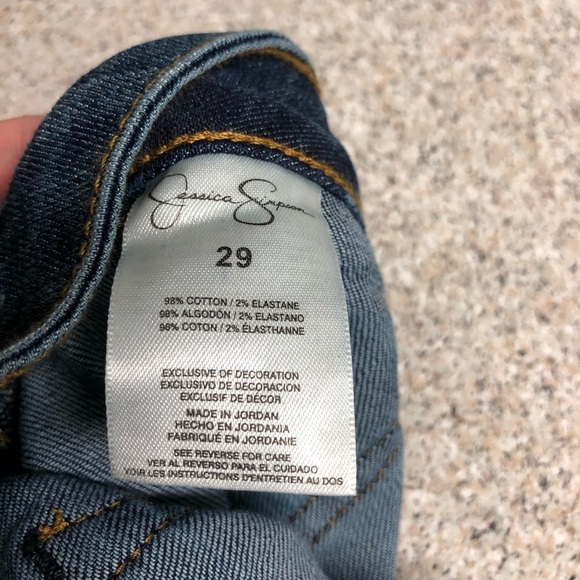 Jessica Simpson
29
98% COTTON / 2% ELASTANE
98% ALGODÓN / 2% ELASTANO
98% COTON / 2% ÉLASTHANNE
EXCLUSIVE OF DECORATION
EXCLUSIVO DE DECORACION
EXCLUSIF DE DÉCOR
MADE IN JORDAN
HECHO EN JORDANIA
FABRIQUÉ EN JORDANIE
SEE REVERSE FOR CARE
VER AL REVERSO PARA EL CUIDADO
VOIR LES INSTRUCTIONS D'ENTRETIEN AU DOS